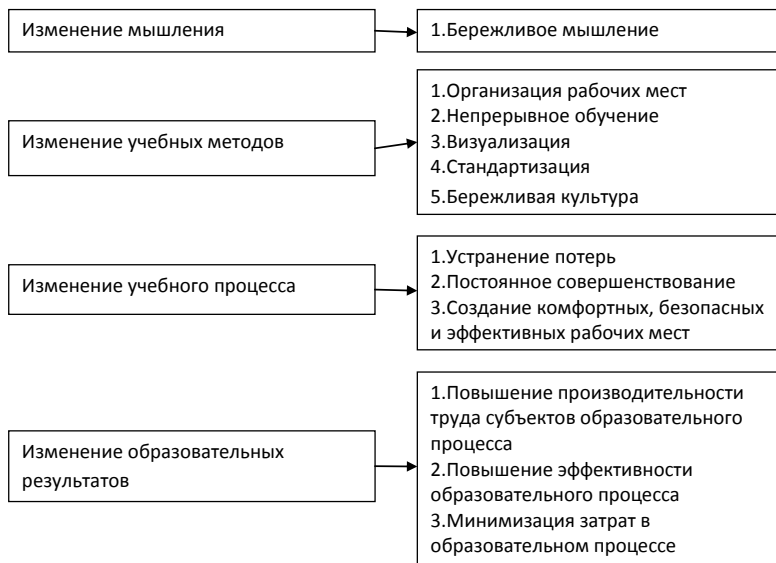 Изменение мышления
1.Бережливое мышление
Изменение учебных методов
1.Организация рабочих мест
2.Непрерывное обучение
3.Визуализация
4.Стандартизация
5.Бережливая культура
Изменение учебного процесса
1.Устранение потерь
2.Постоянное совершенствование
3.Создание комфортных, безопасных
и эффективных рабочих мест
Изменение образовательных
результатов
1.Повышение производительности
труда субъектов образовательного
процесса
2.Повышение эффективности
образовательного процесса
3.Минимизация затрат в
образовательном процессе